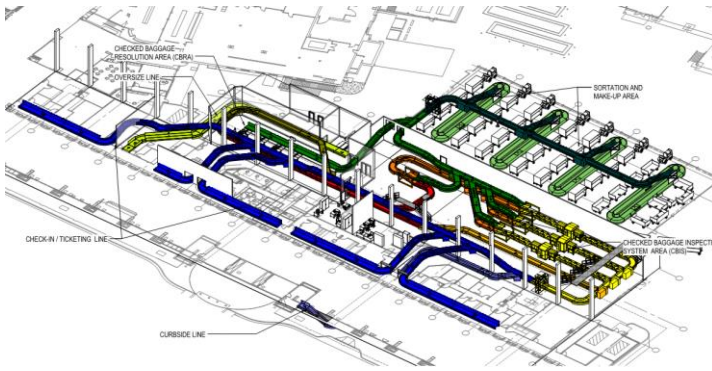 CHECKED BAGGAGE
RESOLUTION AREA (CBRA)
OVERSIZE LINE
SORTATION AND
MAKE-UP AREA
CHECK-IN / TICKETING LINE
CHECKED BAGGAGE INSPECTI
SYSTEM AREA (CBIS)
CURBSIDE LINE